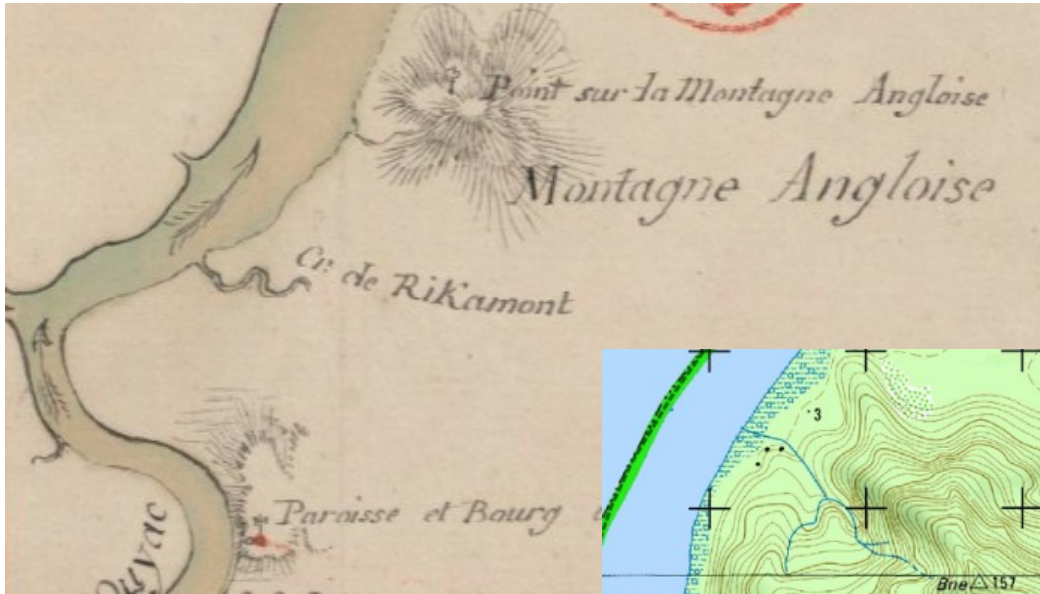 Point sur la Montagne Angloise
Montagne Angloise
Cr: de RiKamont
Paroisse et Bourg
Ouyac
3
Bne 157